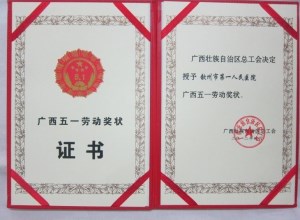 广西五一劳动奖状
证书
广西壮族自治区总工会决定
授予 钦州市第一人民医院
广西五一劳动奖状.
广西壮族自治区总工会